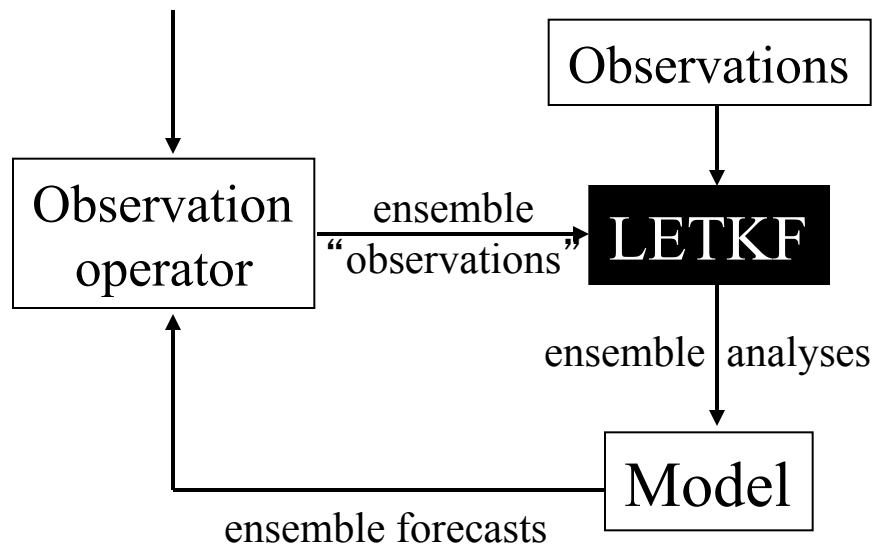 Observations
Observation
operator
ensemble
“observations”
LETKF
ensemble analyses
Model
ensemble forecasts